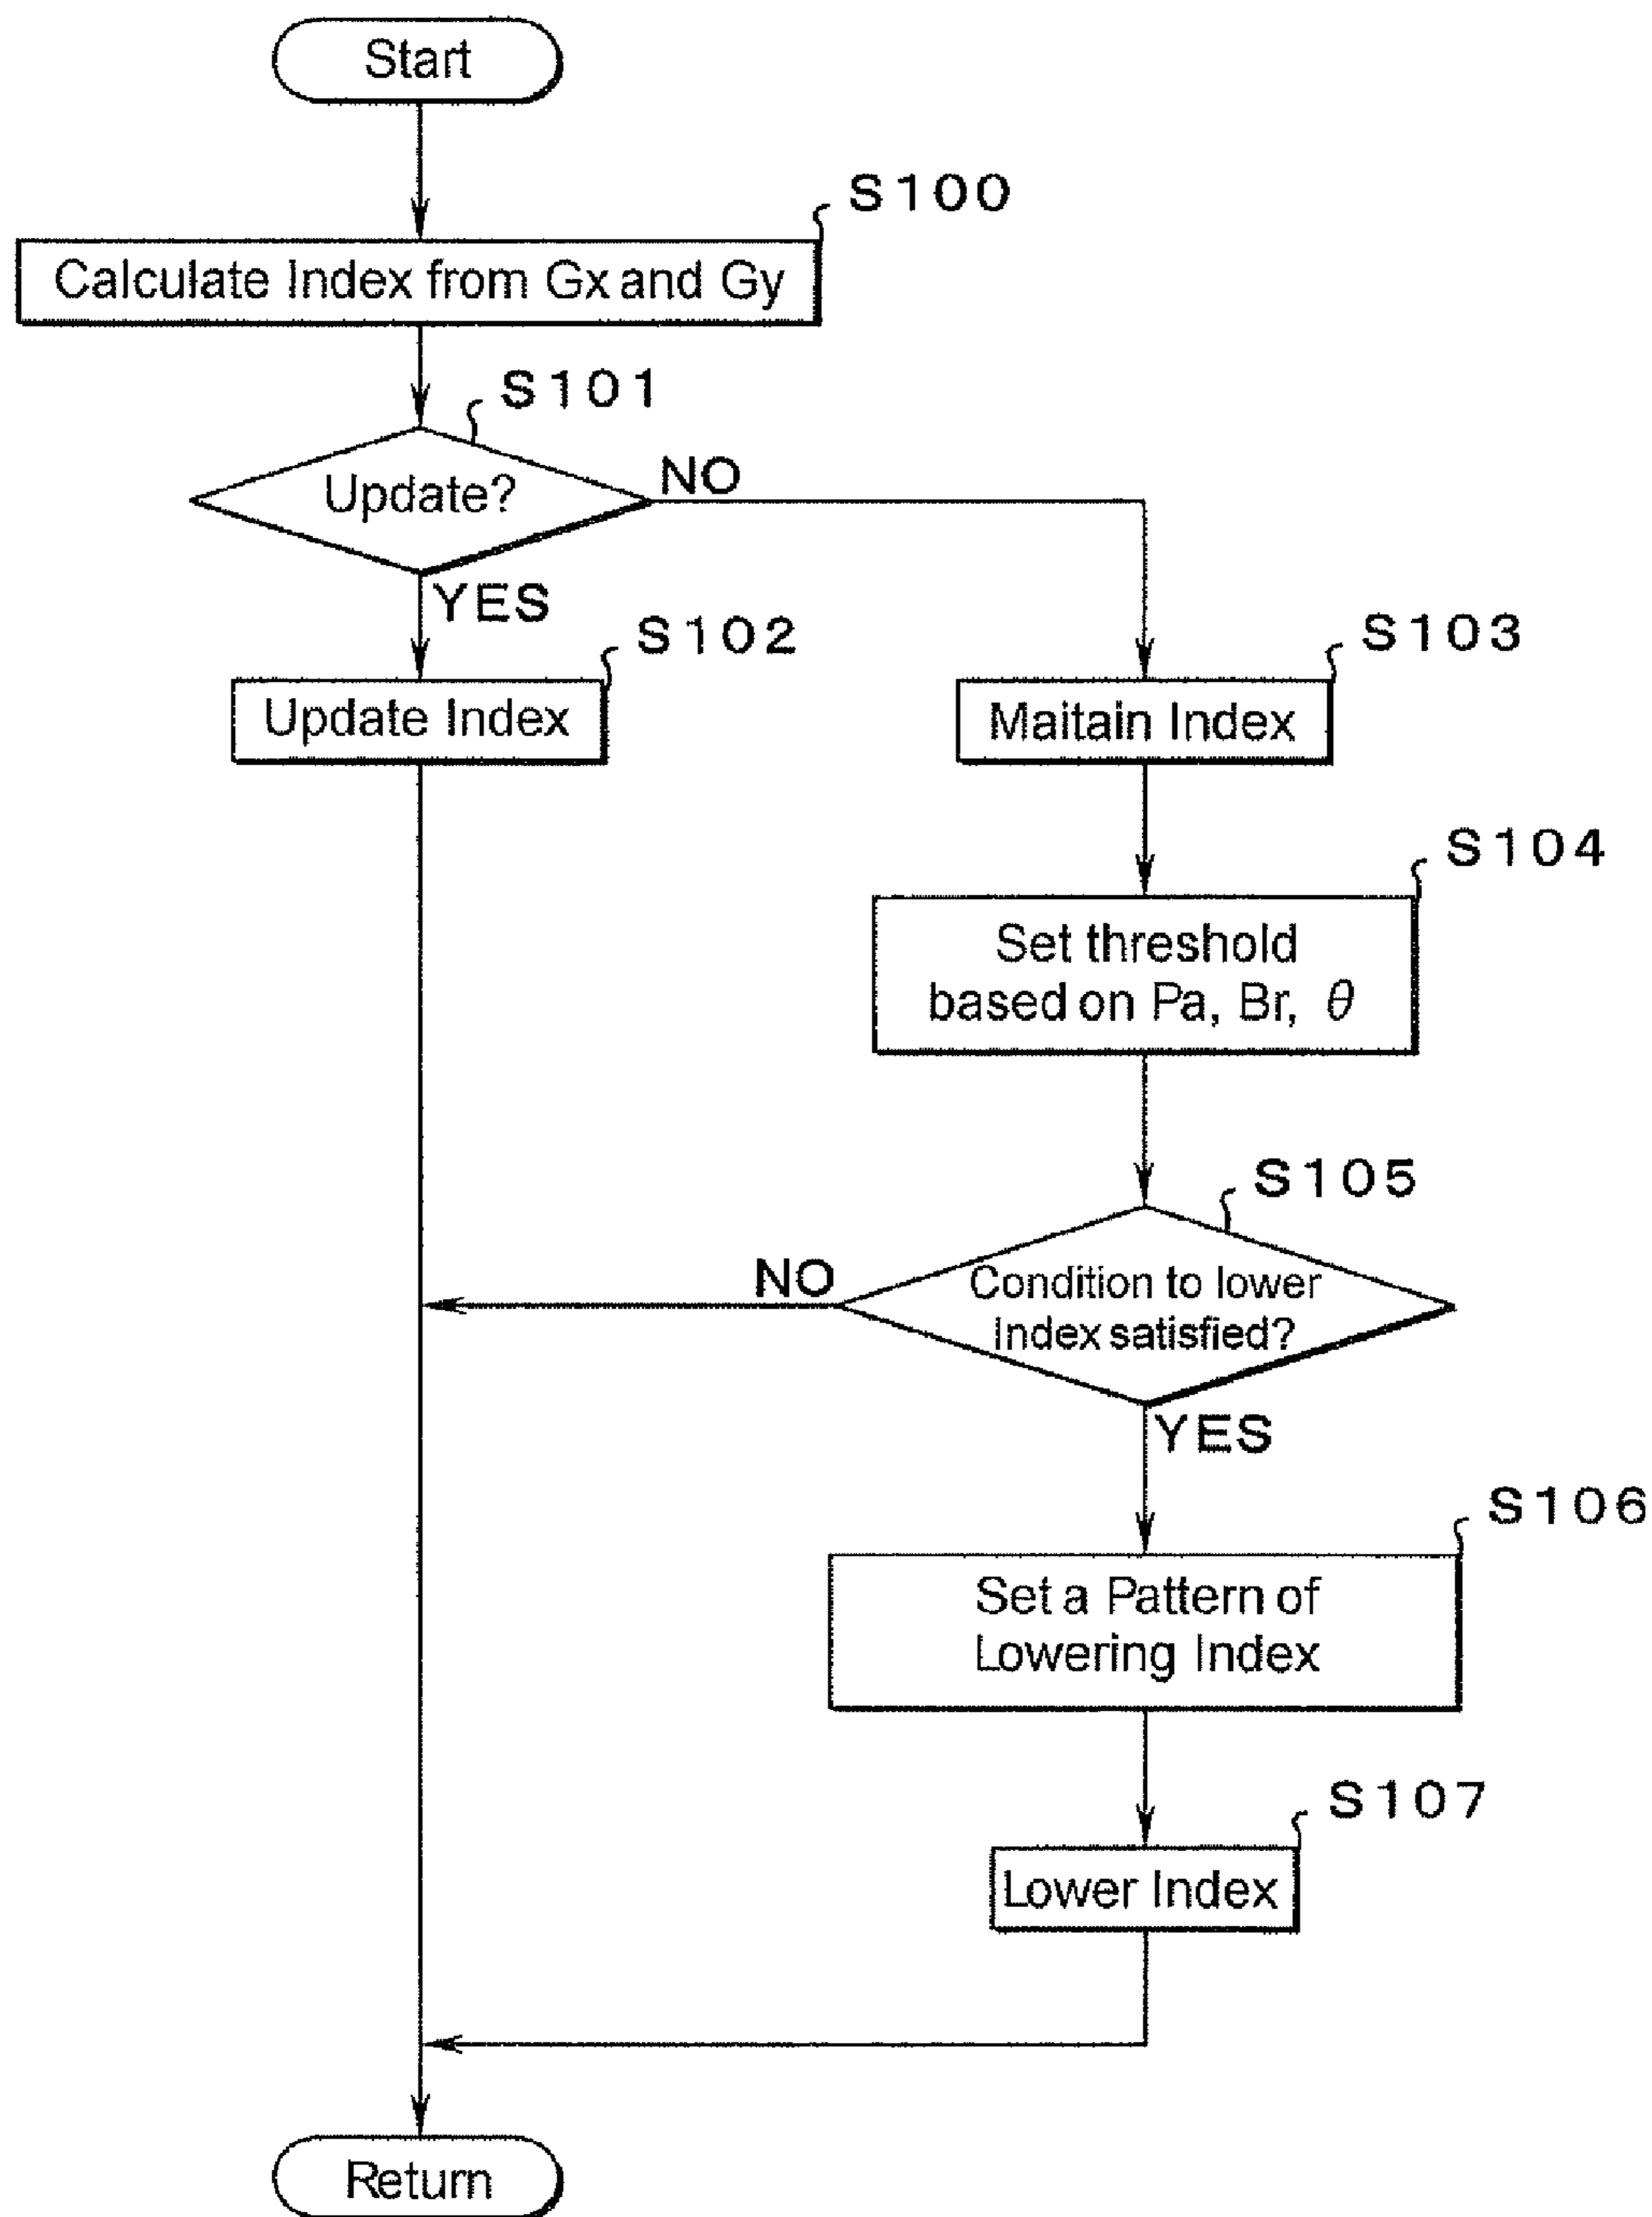 Start
S100
Calculate Index from Gx and Gy
S101
Update?
NO
YES
S102
Update Index
S103
Maitain Index
S104
Set threshold
based on Pa, Br, θ
S105
Condition to lower
Index satisfied?
NO
YES
S106
Set a Pattern of
Lowering Index
S107
Lower Index
Return